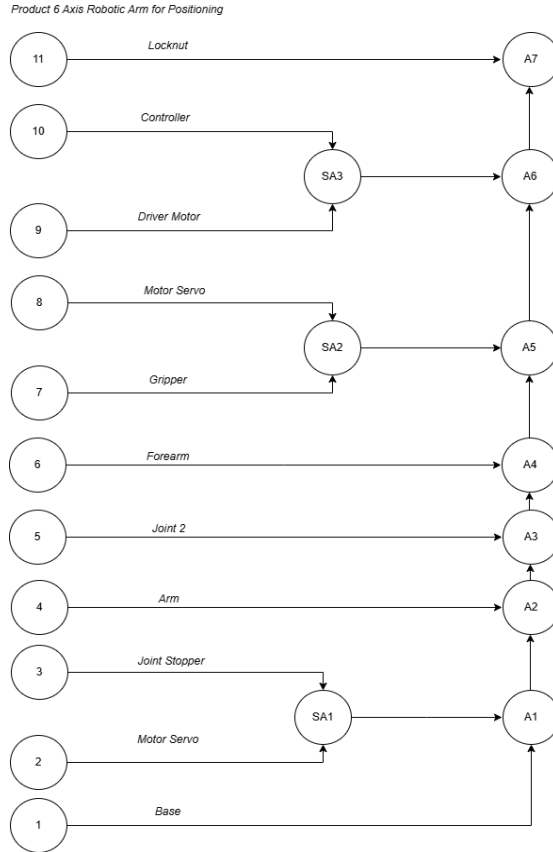 Product 6 Axis Robotic Arm for Positioning
11
Locknut
A7
10
Controller
SA3
A6
9
Driver Motor
8
Motor Servo
SA2
A5
7
Gripper
6
Forearm
A4
5
Joint 2
A3
4
Arm
A2
3
Joint Stopper
SA1
A1
2
Motor Servo
1
Base